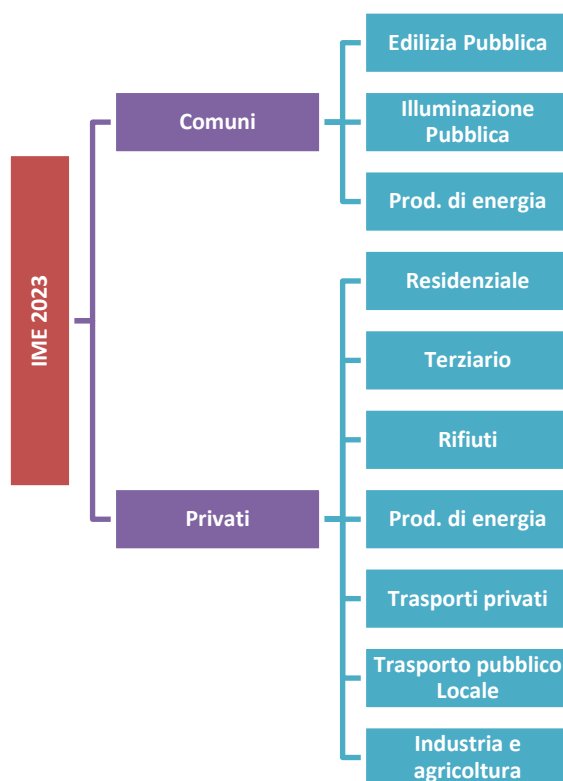 IME 2023
Comuni
Edilizia Pubblica
Illuminazione
Pubblica
Prod. di energia
Privati
Residenziale
Terziario
Rifiuti
Prod. di energia
Trasporti privati
Trasporto pubblico
Locale
Industria e
agricoltura